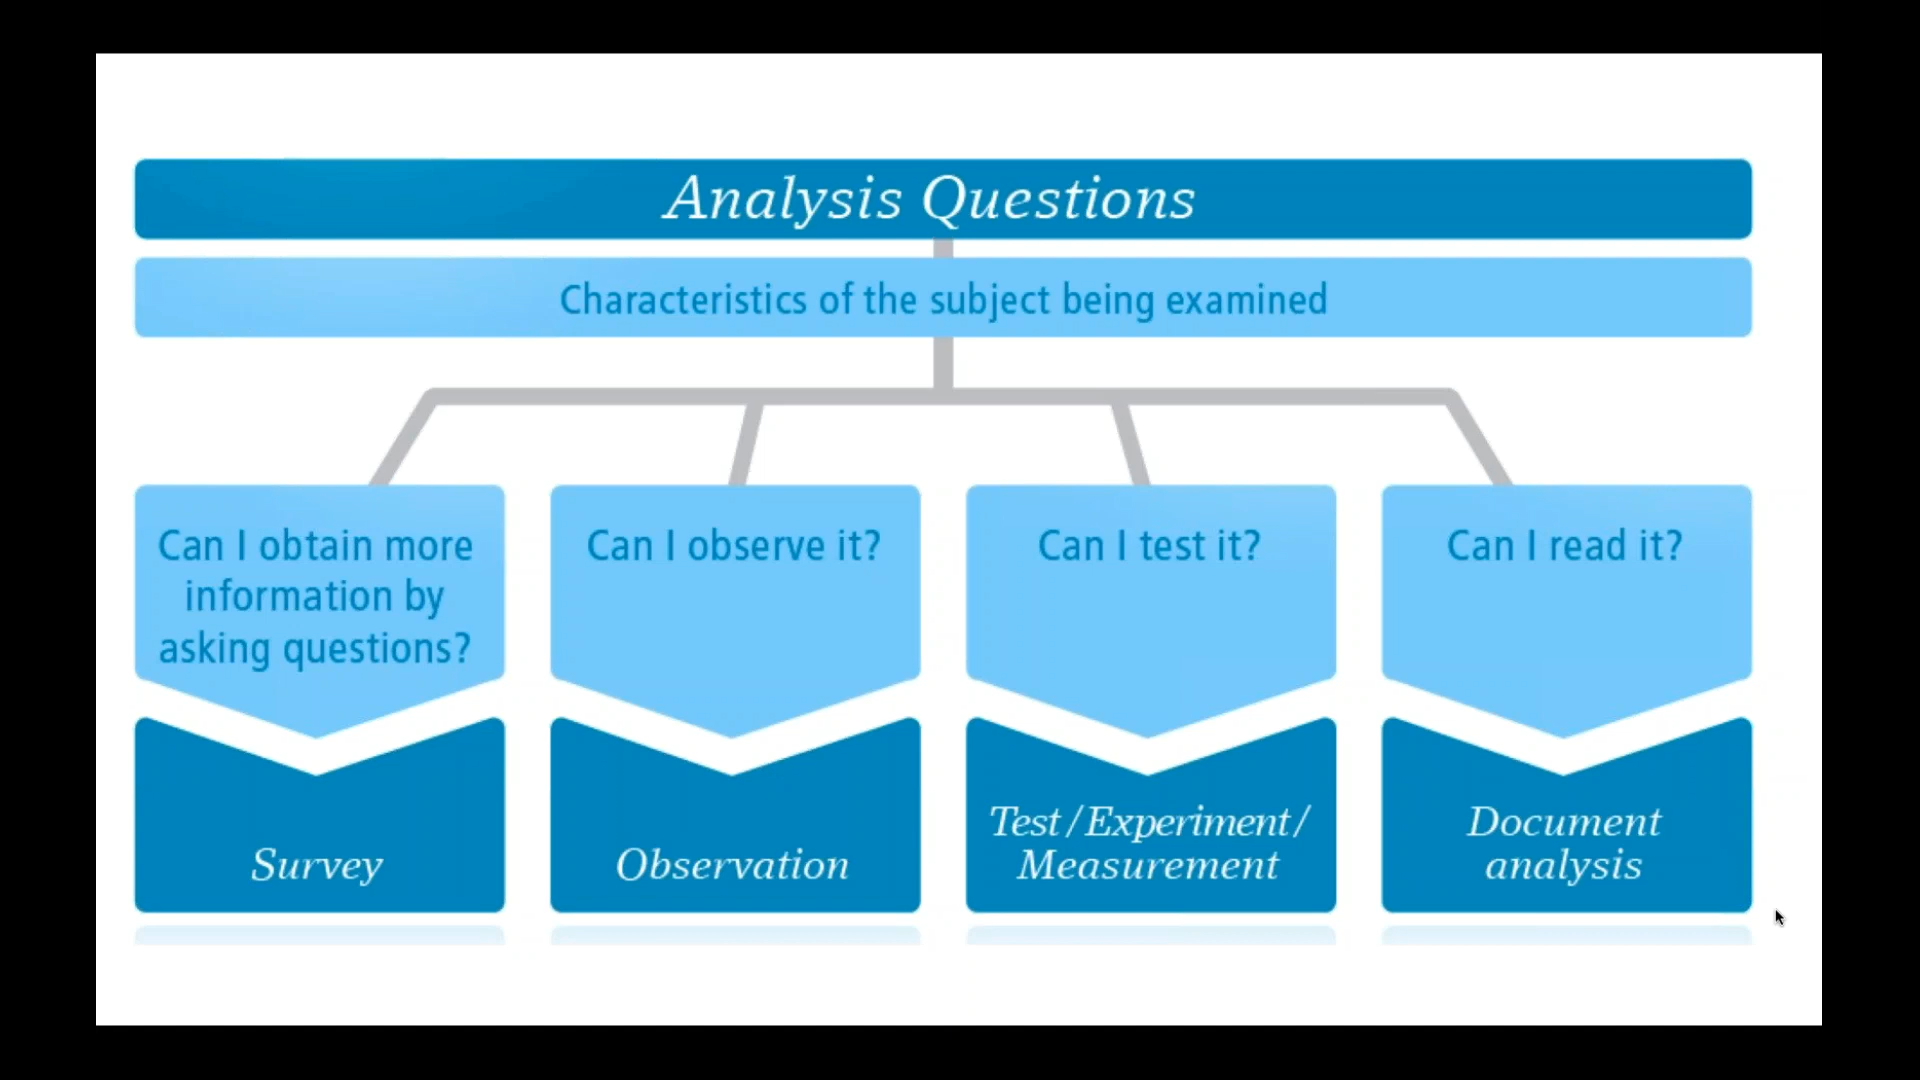 Analysis Questions
Characteristics of the subject being examined
Can I obtain more
information by
asking questions?
Can I observe it?
Can I test it?
Can I read it?
Survey
Observation
Test/Experiment/
Measurement
Document
analysis